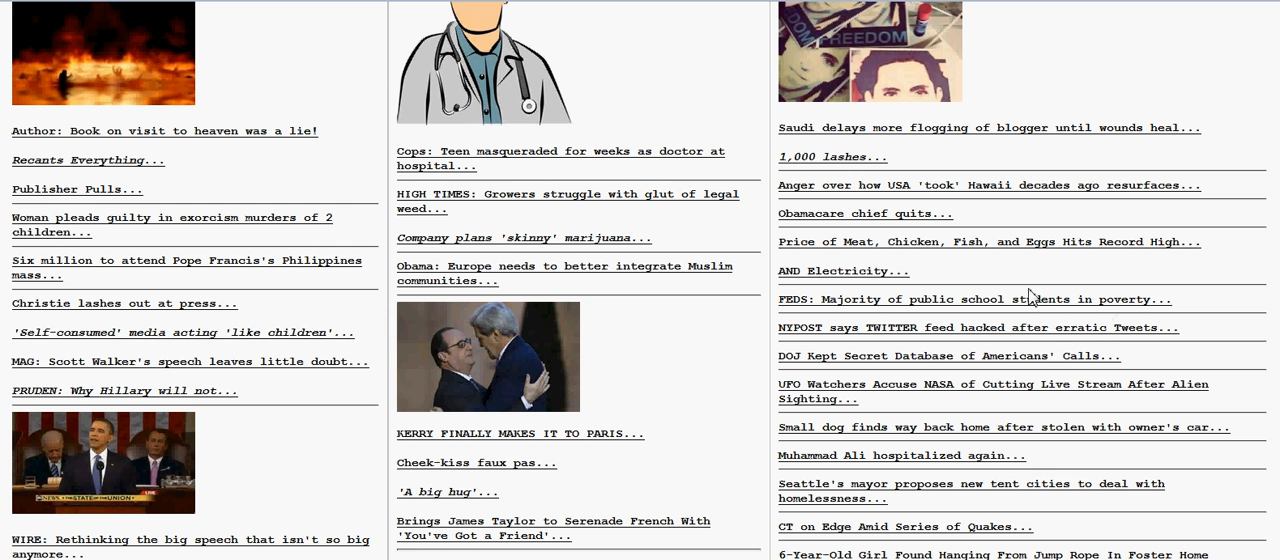 Author: Book on visit to heaven was a lie!
Recants Everything...
Publisher Pulls...
Woman pleads guilty in exorcism murders of 2
children...
Six million to attend Pope Francis's Philippines
mass...
Christie lashes out at press...
'Self-consumed' media acting 'like children'...
MAG: Scott Walker's speech leaves little doubt...
PRUDEN: Why Hillary will not...
NEWS STATE OF THE UNION LIVE
WIRE: Rethinking the big speech that isn't so big
anymore...
Cops: Teen masqueraded for weeks as doctor at
hospital...
HIGH TIMES: Growers struggle with glut of legal
weed...
Company plans 'skinny' marijuana...
Obama: Europe needs to better integrate Muslim
communities...
KERRY FINALLY MAKES IT TO PARIS...
Cheek-kiss faux pas...
'A big hug'...
Brings James Taylor to Serenade French With
'You've Got a Friend'...
DOM FREEDOM
Saudi delays more flogging of blogger until wounds heal...
1,000 lashes...
Anger over how USA 'took' Hawaii decades ago resurfaces...
Obamacare chief quits...
Price of Meat, Chicken, Fish, and Eggs Hits Record High...
AND Electricity...
FEDS: Majority of public school students in poverty...
NYPOST says TWITTER feed hacked after erratic Tweets...
DOJ Kept Secret Database of Americans' Calls...
UFO Watchers Accuse NASA of Cutting Live Stream After Alien
Sighting...
Small dog finds way back home after stolen with owner's car...
Muhammad Ali hospitalized again...
Seattle's mayor proposes new tent cities to deal with
homelessness...
CT on Edge Amid Series of Quakes...
6-Year-Old Girl Found Hanging From Jump Rope In Foster Home